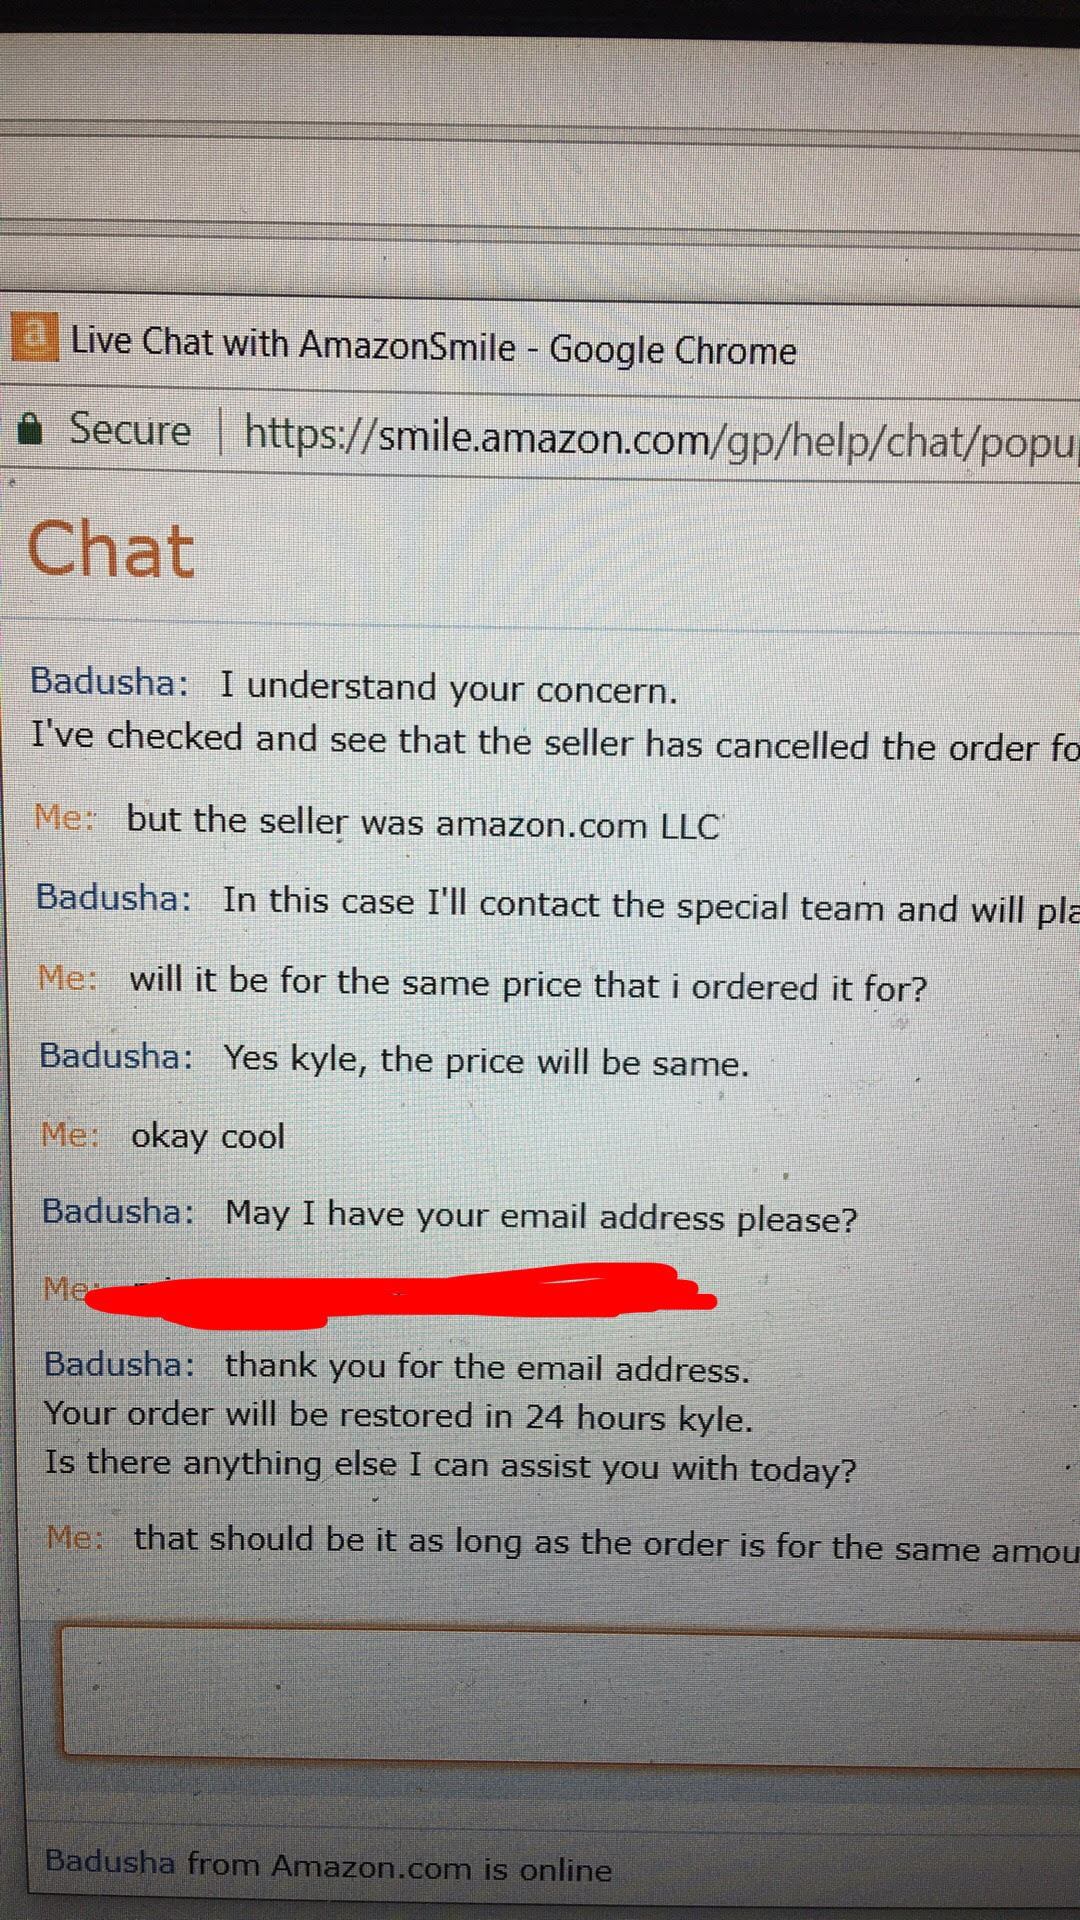 a Live Chat with AmazonSmile - Google Chrome
Secure | https://smile.amazon.com/gp/help/chat/popu
Chat
Badusha: I understand your concern.
I've checked and see that the seller has cancelled the order fo
Me: but the seller was amazon.com LLC
Badusha: In this case I'll contact the special team and will pla
Me: will it be for the same price that i ordered it for?
Badusha: Yes kyle, the price will be same.
Me: okay cool
Badusha: May I have your email address please?
Me:
Badusha: thank you for the email address.
Your order will be restored in 24 hours kyle.
Is there anything else I can assist you with today?
Me: that should be it as long as the order is for the same amou
Badusha from Amazon.com is online